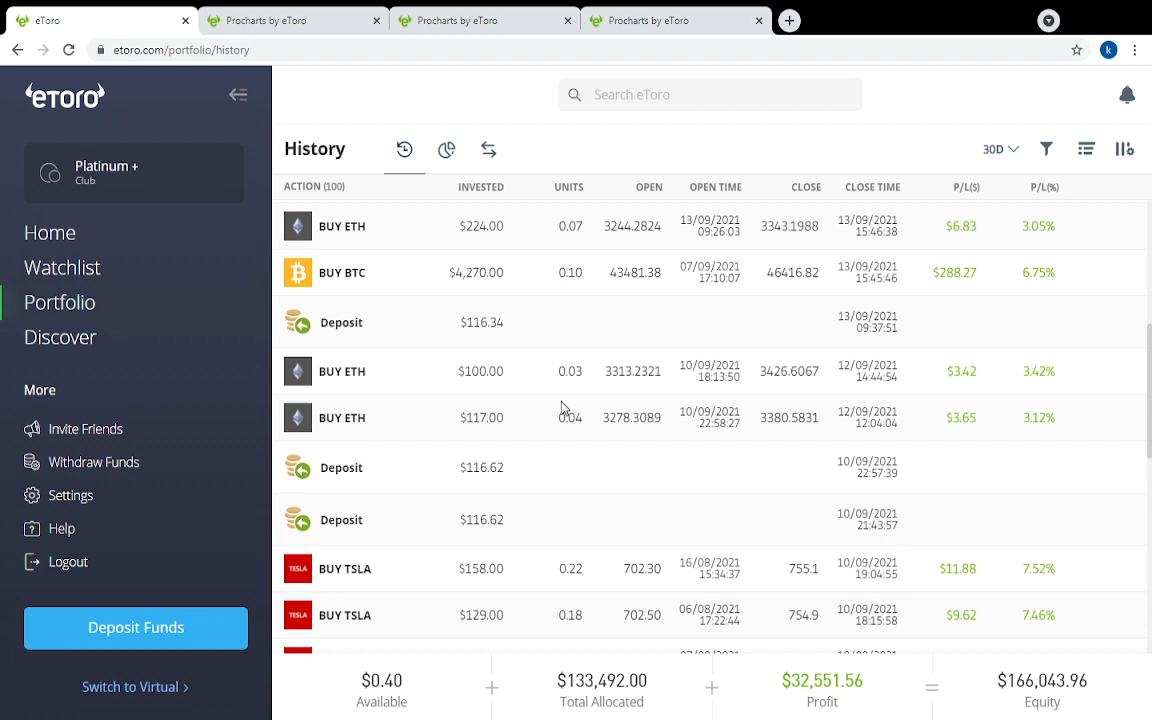 eToro
Procharts by eToro
Procharts by eToro
Procharts by eToro
etoro.com/portfolio/history
k
eTORO
Search eToro
Platinum +
Club
Home
Watchlist
Portfolio
Discover
More
Invite Friends
Withdraw Funds
Settings
Help
Logout
Deposit Funds
Switch to Virtual >
History
30D
ACTION (100) INVESTED UNITS OPEN OPEN TIME CLOSE CLOSE TIME P/L($) P/L(%)
BUY ETH $224.00 0.07 3244.2824 13/09/2021 09:26:03 3343.1988 13/09/2021 15:46:38 $6.83 3.05%
BUY BTC $4,270.00 0.10 43481.38 07/09/2021 17:10:07 46416.82 13/09/2021 15:45:46 $288.27 6.75%
Deposit $116.34 13/09/2021 09:37:51
BUY ETH $100.00 0.03 3313.2321 10/09/2021 18:13:50 3426.6067 12/09/2021 14:44:54 $3.42 3.42%
BUY ETH $117.00 0.04 3278.3089 10/09/2021 22:58:27 3380.5831 12/09/2021 12:04:04 $3.65 3.12%
Deposit $116.62 10/09/2021 22:57:39
Deposit $116.62 10/09/2021 21:43:57
TESLA BUY TSLA $158.00 0.22 702.30 16/08/2021 15:34:37 755.1 10/09/2021 19:04:55 $11.88 7.52%
TESLA BUY TSLA $129.00 0.18 702.50 06/08/2021 17:22:44 754.9 10/09/2021 18:15:58 $9.62 7.46%
$0.40 + $133,492.00 + $32,551.56 = $166,043.96
Available Total Allocated Profit Equity